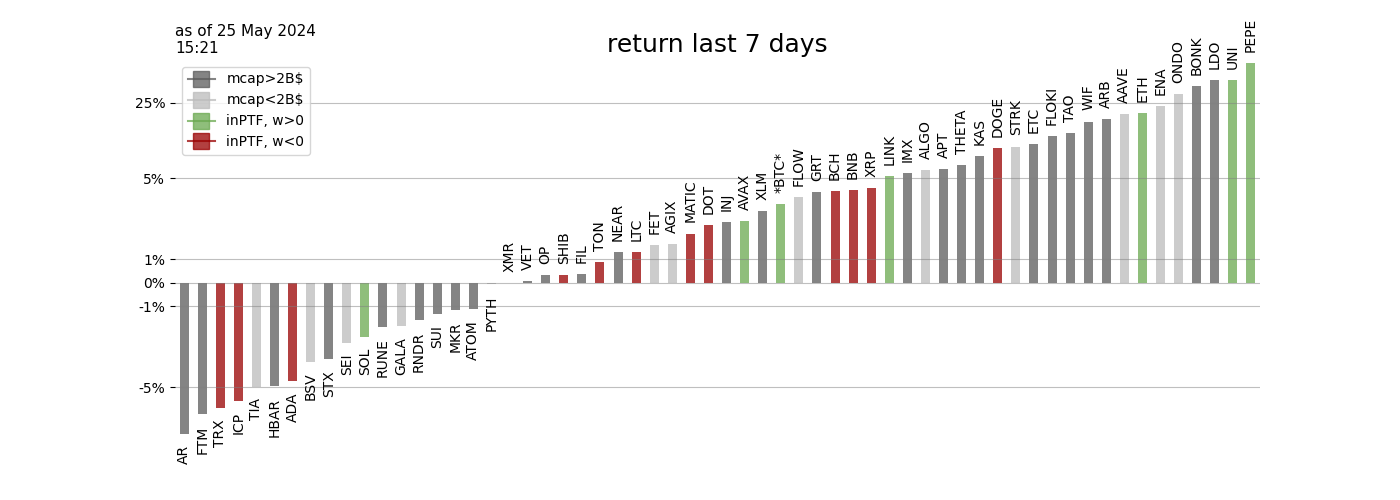 as of 25 May 2024
15:21
return last 7 days
mcap>2B$
mcap<2B$
inPTF, w>0
inPTF, w<0
25%
5%
1%
0%
-1%
-5%
AR
FTM
TRX
ICP
TIA
HBAR
ADA
BSV
STX
SEI
SOL
RUNE
GALA
RNDR
SUI
MKR
ATOM
PYTH
XMR
VET
OP
SHIB
FIL
TON
NEAR
LTC
FET
AGIX
MATIC
DOT
INJ
AVAX
XLM
*BTC*
FLOW
GRT
BCH
BNB
XRP
LINK
IMX
ALGO
APT
THETA
KAS
DOGE
STRK
ETC
FLOKI
TAO
WIF
ARB
AAVE
ETH
ENA
ONDO
BONK
LDO
UNI
PEPE